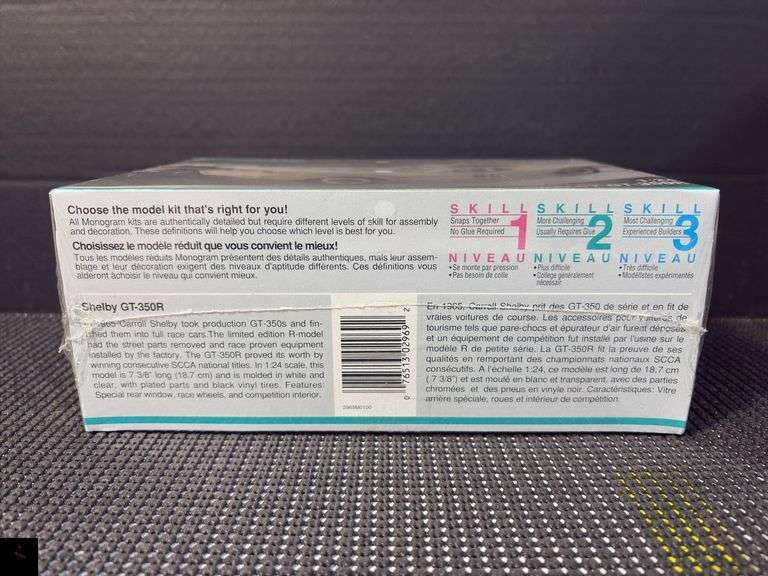 Choose the model kit that's right for you!
All Monogram kits are authentically detailed but require different levels of skill for assembly
and decoration. These definitions will help you choose which level is best for you.
Choisissez le modèle réduit que vous convient le mieux!
Tous les modèles réduits Monogram présentent des détails authentiques, mais leur assem-
blage et leur décoration exigent des niveaux d'aptitude différents. Ces définitions vous
aideront à choisir le niveau qui convient mieux.
SKILL
Snaps Together
No Glue Required
1
NIVEAU
•Se monte par pression
•Pas besoin de colle
SKILL
More Challenging
Usually Requires Glue
2
NIVEAU
•Plus difficile
•College généralement
nécessair
SKILL
Most Challenging
Experienced Builders
3
NIVEAU
•Très difficile
•Modélistes expérimentés
Shelby GT-350R
1965 Carroll Shelby took production GT-350s and fin-
ished them into full race cars. The limited edition R-model
had the street parts removed and race proven equipment
installed by the factory. The GT-350R proved its worth by
winning consecutive SCCA national titles. In 1:24 scale, this
model is 7 3/8" long (18.7 cm) and is molded in white and
clear, with plated parts and black vinyl tires. Features:
Special rear window, race wheels, and competition interior.
0 76513 02969 2
En 1965, Carroll Shelby prit des GT-350 de série et en fit de
vraies voitures de course. Les accessoires pour voitures de
tourisme tels que pare-chocs et épurateur d'air furent déposés
et un équipement de compétition fut installé par l'usine sur le
modèle R de petite série. La GT-350R fit la preuve de ses
qualités en remportant des championnats nationaux SCCA
consécutifs. A l'échelle 1:24, ce modèle est long de 18,7 cm
(7 3/8") et est moulé en blanc et transparent, avec des parties
chromées et des pneus en vinyle noir. Caractéristiques: Vitre
arrière spéciale, roues et intérieur de compétition.